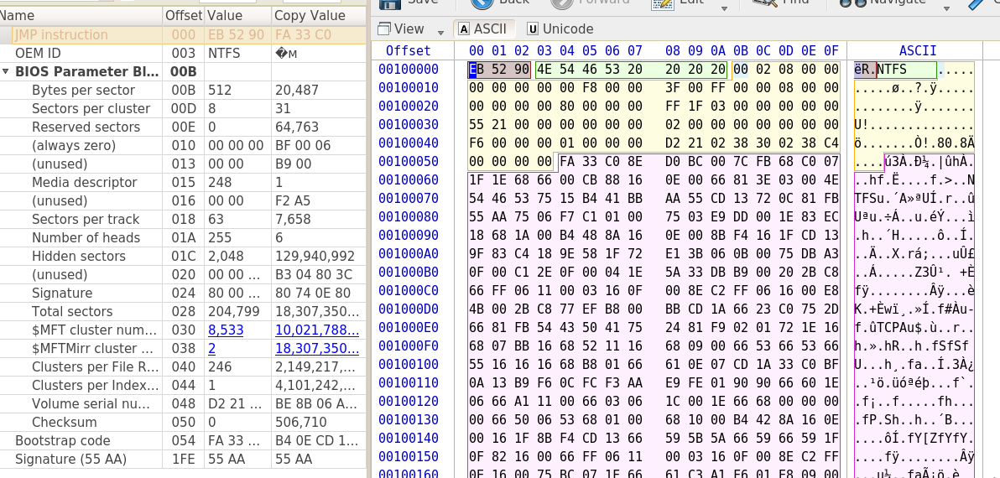 Save Back Forward Edit Find Navigate
View A ASCII U Unicode
Name Offset Value Copy Value
JMP instruction 000 EB 52 90 FA 33 C0
OEM ID 003 NTFS �м
BIOS Parameter Bl... 00B
Bytes per sector 00B 512 20,487
Sectors per cluster 00D 8 31
Reserved sectors 00E 0 64,763
(always zero) 010 00 00 00 BF 00 06
(unused) 013 00 00 B9 00
Media descriptor 015 248 1
(unused) 016 00 00 F2 A5
Sectors per track 018 63 7,658
Number of heads 01A 255 6
Hidden sectors 01C 2,048 129,940,992
(unused) 020 00 00 ... B3 04 80 3C
Signature 024 80 00 ... 80 74 0E 80
Total sectors 028 204,799 18,307,350...
$MFT cluster num... 030 8,533 10,021,788...
$MFTMirr cluster ... 038 2 18,307,350...
Clusters per File R... 040 246 2,149,217,...
Clusters per Index... 044 1 4,101,242,...
Volume serial nu... 048 D2 21 ... BE 8B 06 A...
Checksum 050 0 506,710
Bootstrap code 054 FA 33 ... B4 0E CD 1...
Signature (55 AA) 1FE 55 AA 55 AA
Offset 00 01 02 03 04 05 06 07 08 09 0A 0B 0C 0D 0E 0F ASCII
00100000 EB 52 90 4E 54 46 53 20 20 20 20 00 02 08 00 00 ëR.NTFS    .....
00100010 00 00 00 00 00 F8 00 00 3F 00 FF 00 00 08 00 00 .....ø..?.ÿ.....
00100020 00 00 00 00 80 00 00 00 FF 1F 03 00 00 00 00 00 ........ÿ.......
00100030 55 21 00 00 00 00 00 00 02 00 00 00 00 00 00 00 U!..............
00100040 F6 00 00 00 01 00 00 00 D2 21 02 38 30 02 38 C4 ö.......Ò!.80.8Ä
00100050 00 00 00 00 FA 33 C0 8E D0 BC 00 7C FB 68 C0 07 ....ú3À.Ð¼.|ûhÀ.
00100060 1F 1E 68 66 00 CB 88 16 0E 00 66 81 3E 03 00 4E ..hf.Ë....f.>..N
00100070 54 46 53 75 15 B4 41 BB AA 55 CD 13 72 0C 81 FB TFSu.´A»ªUÍ.r..û
00100080 55 AA 75 06 F7 C1 01 00 75 03 E9 DD 00 1E 83 EC Uªu.÷Á..u.éÝ...ì
00100090 18 68 1A 00 B4 48 8A 16 0E 00 8B F4 16 1F CD 13 .h..´H.....ô..Í.
001000A0 9F 83 C4 18 9E 58 1F 72 E1 3B 06 0B 00 75 DB A3 ..Ä..X.rá;...uÛ£
001000B0 0F 00 C1 2E 0F 00 04 1E 5A 33 DB B9 00 20 2B C8 ..Á.....Z3Û¹. +È
001000C0 66 FF 06 11 00 03 16 0F 00 8E C2 FF 06 16 00 E8 fÿ........Âÿ...è
001000D0 4B 00 2B C8 77 EF B8 00 BB CD 1A 66 23 C0 75 2D K.+Èwï¸.»Í.f#Àu-
001000E0 66 81 FB 54 43 50 41 75 24 81 F9 02 01 72 1E 16 f.ûTCPAu$.ù..r..
001000F0 68 07 BB 16 68 52 11 16 68 09 00 66 53 66 53 66 h.».hR..h.fSfSf
00100100 55 16 16 16 68 B8 01 66 61 0E 07 CD 1A 33 C0 BF U...h¸.fa..Í.3À¿
00100110 0A 13 B9 F6 0C FC F3 AA E9 FE 01 90 90 66 60 1E ..¹ö.üóªéþ...f`.
00100120 06 66 A1 11 00 66 03 06 1C 00 1E 66 68 00 00 00 .f¡..f.....fh...
00100130 00 66 50 06 53 68 01 00 68 10 00 B4 42 8A 16 0E .fP.Sh..h..´B...
00100140 00 16 1F 8B F4 CD 13 66 59 5B 5A 66 59 66 59 1F ....ôÍ.fY[ZfYfY.
00100150 0F 82 16 00 66 FF 06 11 00 03 16 0F 00 8E C2 FF ....fÿ........Âÿ
00100160 0E 16 00 75 BC 07 1F 66 61 C3 A1 F6 01 E8 09 00 ...u¼..faÃ¡ö.è..